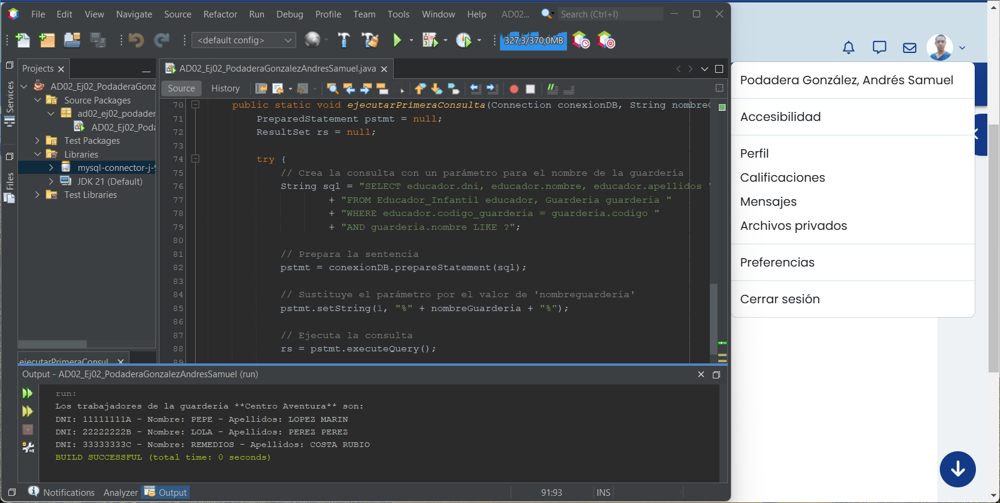 File Edit View Navigate Source Refactor Run Debug Profile Team Tools Window Help AD02... Search (Ctrl+I)
<default config> 327,3/370,0MB
Projects
AD02_Ej02_PodaderaGonz
Source Packages
ad02_ej02_podader
AD02_Ej02_Poda
Test Packages
Libraries
mysql-connector-j-9
JDK 21 (Default)
Test Libraries
Services
Files
ejecutarPrimeraConsul
AD02_Ej02_PodaderaGonzalezAndresSamuel.java
Source History
70 public static void ejecutarPrimeraConsulta(Connection conexionDB, String nombreG
71 PreparedStatement pstmt = null;
72 ResultSet rs = null;
73
74 try {
75 // Crea la consulta con un parámetro para el nombre de la guardería
76 String sql = "SELECT educador.dni, educador.nombre, educador.apellidos "
77 + "FROM Educador_Infantil educador, Guarderia guarderia "
78 + "WHERE educador.codigo_guarderia = guarderia.codigo "
79 + "AND guarderia.nombre LIKE ?";
80
81 // Prepara la sentencia
82 pstmt = conexionDB.prepareStatement(sql);
83
84 // Sustituye el parámetro por el valor de 'nombreguarderia'
85 pstmt.setString(1, "%" + nombreGuarderia + "%");
86
87 // Ejecuta la consulta
88 rs = pstmt.executeQuery();
89
Output - AD02_Ej02_PodaderaGonzalezAndresSamuel (run)
run:
Los trabajadores de la guarderia **Centro Aventura** son:
DNI: 11111111A - Nombre: PEPE - Apellidos: LOPEZ MARIN
DNI: 22222222B - Nombre: LOLA - Apellidos: PEREZ PEREZ
DNI: 33333333C - Nombre: REMEDIOS - Apellidos: COSTA RUBIO
BUILD SUCCESSFUL (total time: 0 seconds)
Notifications Analyzer Output 91:93 INS
Podadera González, Andrés Samuel
Accesibilidad
Perfil
Calificaciones
Mensajes
Archivos privados
Preferencias
Cerrar sesión